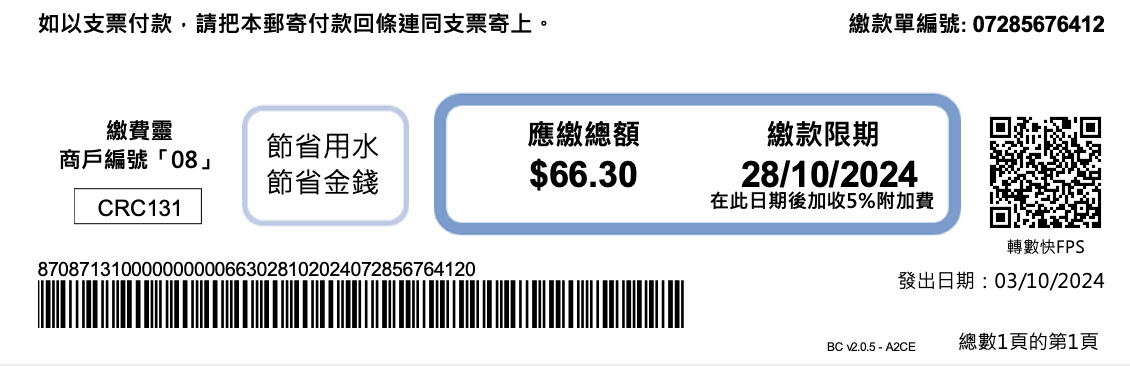 如以支票付款，請把本郵寄付款回條連同支票寄上。
繳款單編號: 07285676412
繳費靈
商戶編號「08」
CRC131
節省用水
節省金錢
應繳總額
$66.30
繳款限期
28/10/2024
在此日期後加收5%附加費
轉數快FPS
8708713100000000006630281020240728567641​20
發出日期：03/10/2024
BC v2.0.5 - A2CE
總數1頁的第1頁